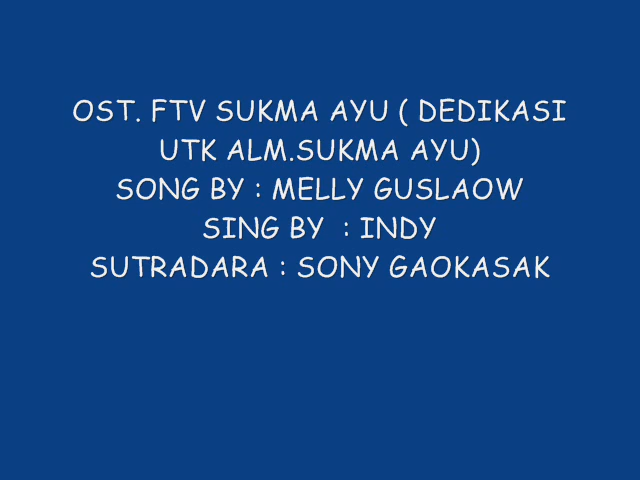 OST. FTV SUKMA AYU ( DEDIKASI
UTK ALM.SUKMA AYU)
SONG BY : MELLY GUSLAOW
SING BY  : INDY
SUTRADARA : SONY GAOKASAK